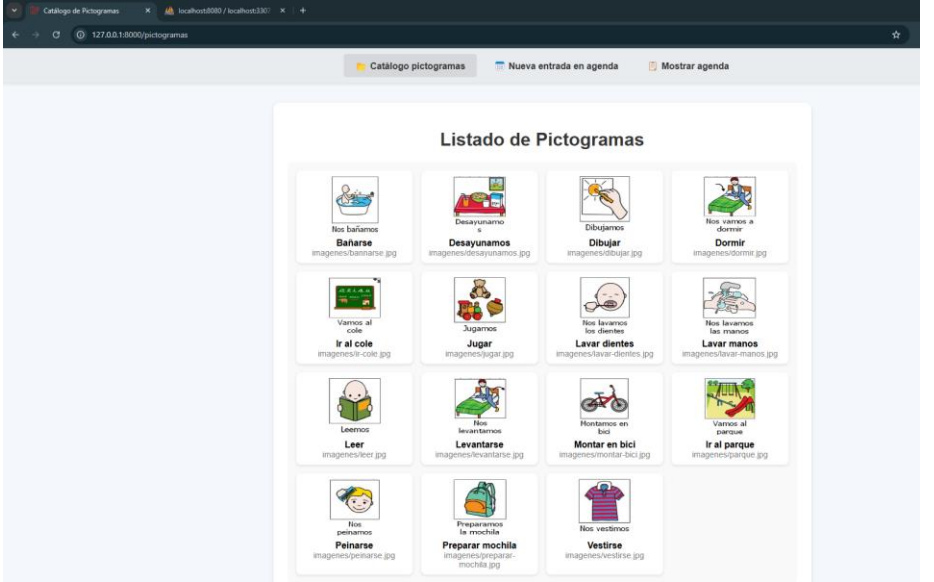 Catálogo de Pictogramas
localhost:8080 / localhost:3307
127.0.0.1:8000/pictogramas
Catálogo pictogramas
Nueva entrada en agenda
Mostrar agenda
Listado de Pictogramas
Nos bañamos
Bañarse
imagenes/bannarse.jpg
Desayunamo
s
Desayunamos
imagenes/desayunamos.jpg
Dibujamos
Dibujar
imagenes/dibujar.jpg
Nos vamos a
dormir
Dormir
imagenes/dormir.jpg
Vamos al
cole
Ir al cole
imagenes/ir-cole.jpg
Jugamos
Jugar
imagenes/jugar.jpg
Nos lavamos
los dientes
Lavar dientes
imagenes/lavar-dientes.jpg
Nos lavamos
las manos
Lavar manos
imagenes/lavar-manos.jpg
Leemos
Leer
imagenes/leer.jpg
Nos
levantamos
Levantarse
imagenes/levantarse.jpg
Montamos en
bici
Montar en bici
imagenes/montar-bici.jpg
Vamos al
parque
Ir al parque
imagenes/parque.jpg
Nos
peinamos
Peinarse
imagenes/peinarse.jpg
Preparamos
la mochila
Preparar mochila
imagenes/preparar-
mochila.jpg
Nos vestimos
Vestirse
imagenes/vestirse.jpg